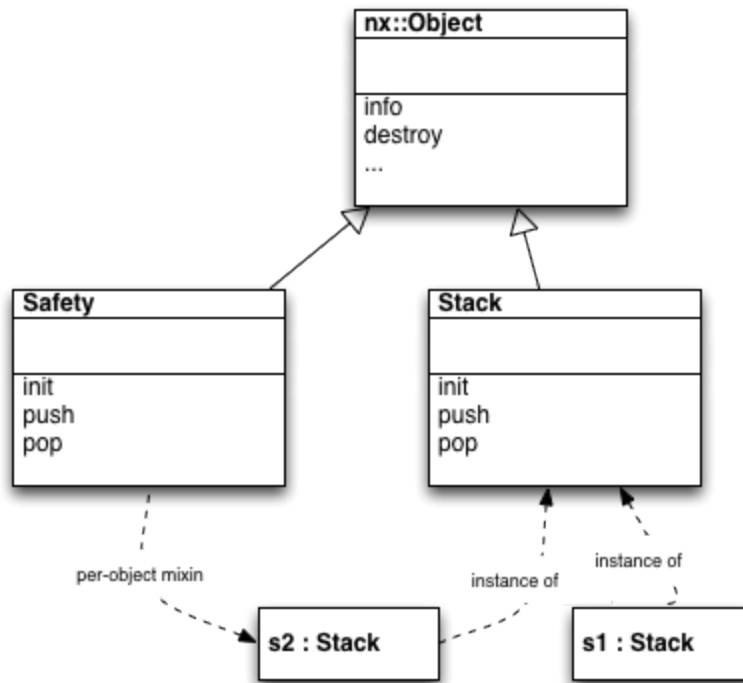 nx::Object
info
destroy
...
Safety
init
push
pop
Stack
init
push
pop
per-object mixin
instance of
instance of
s2 : Stack
s1 : Stack